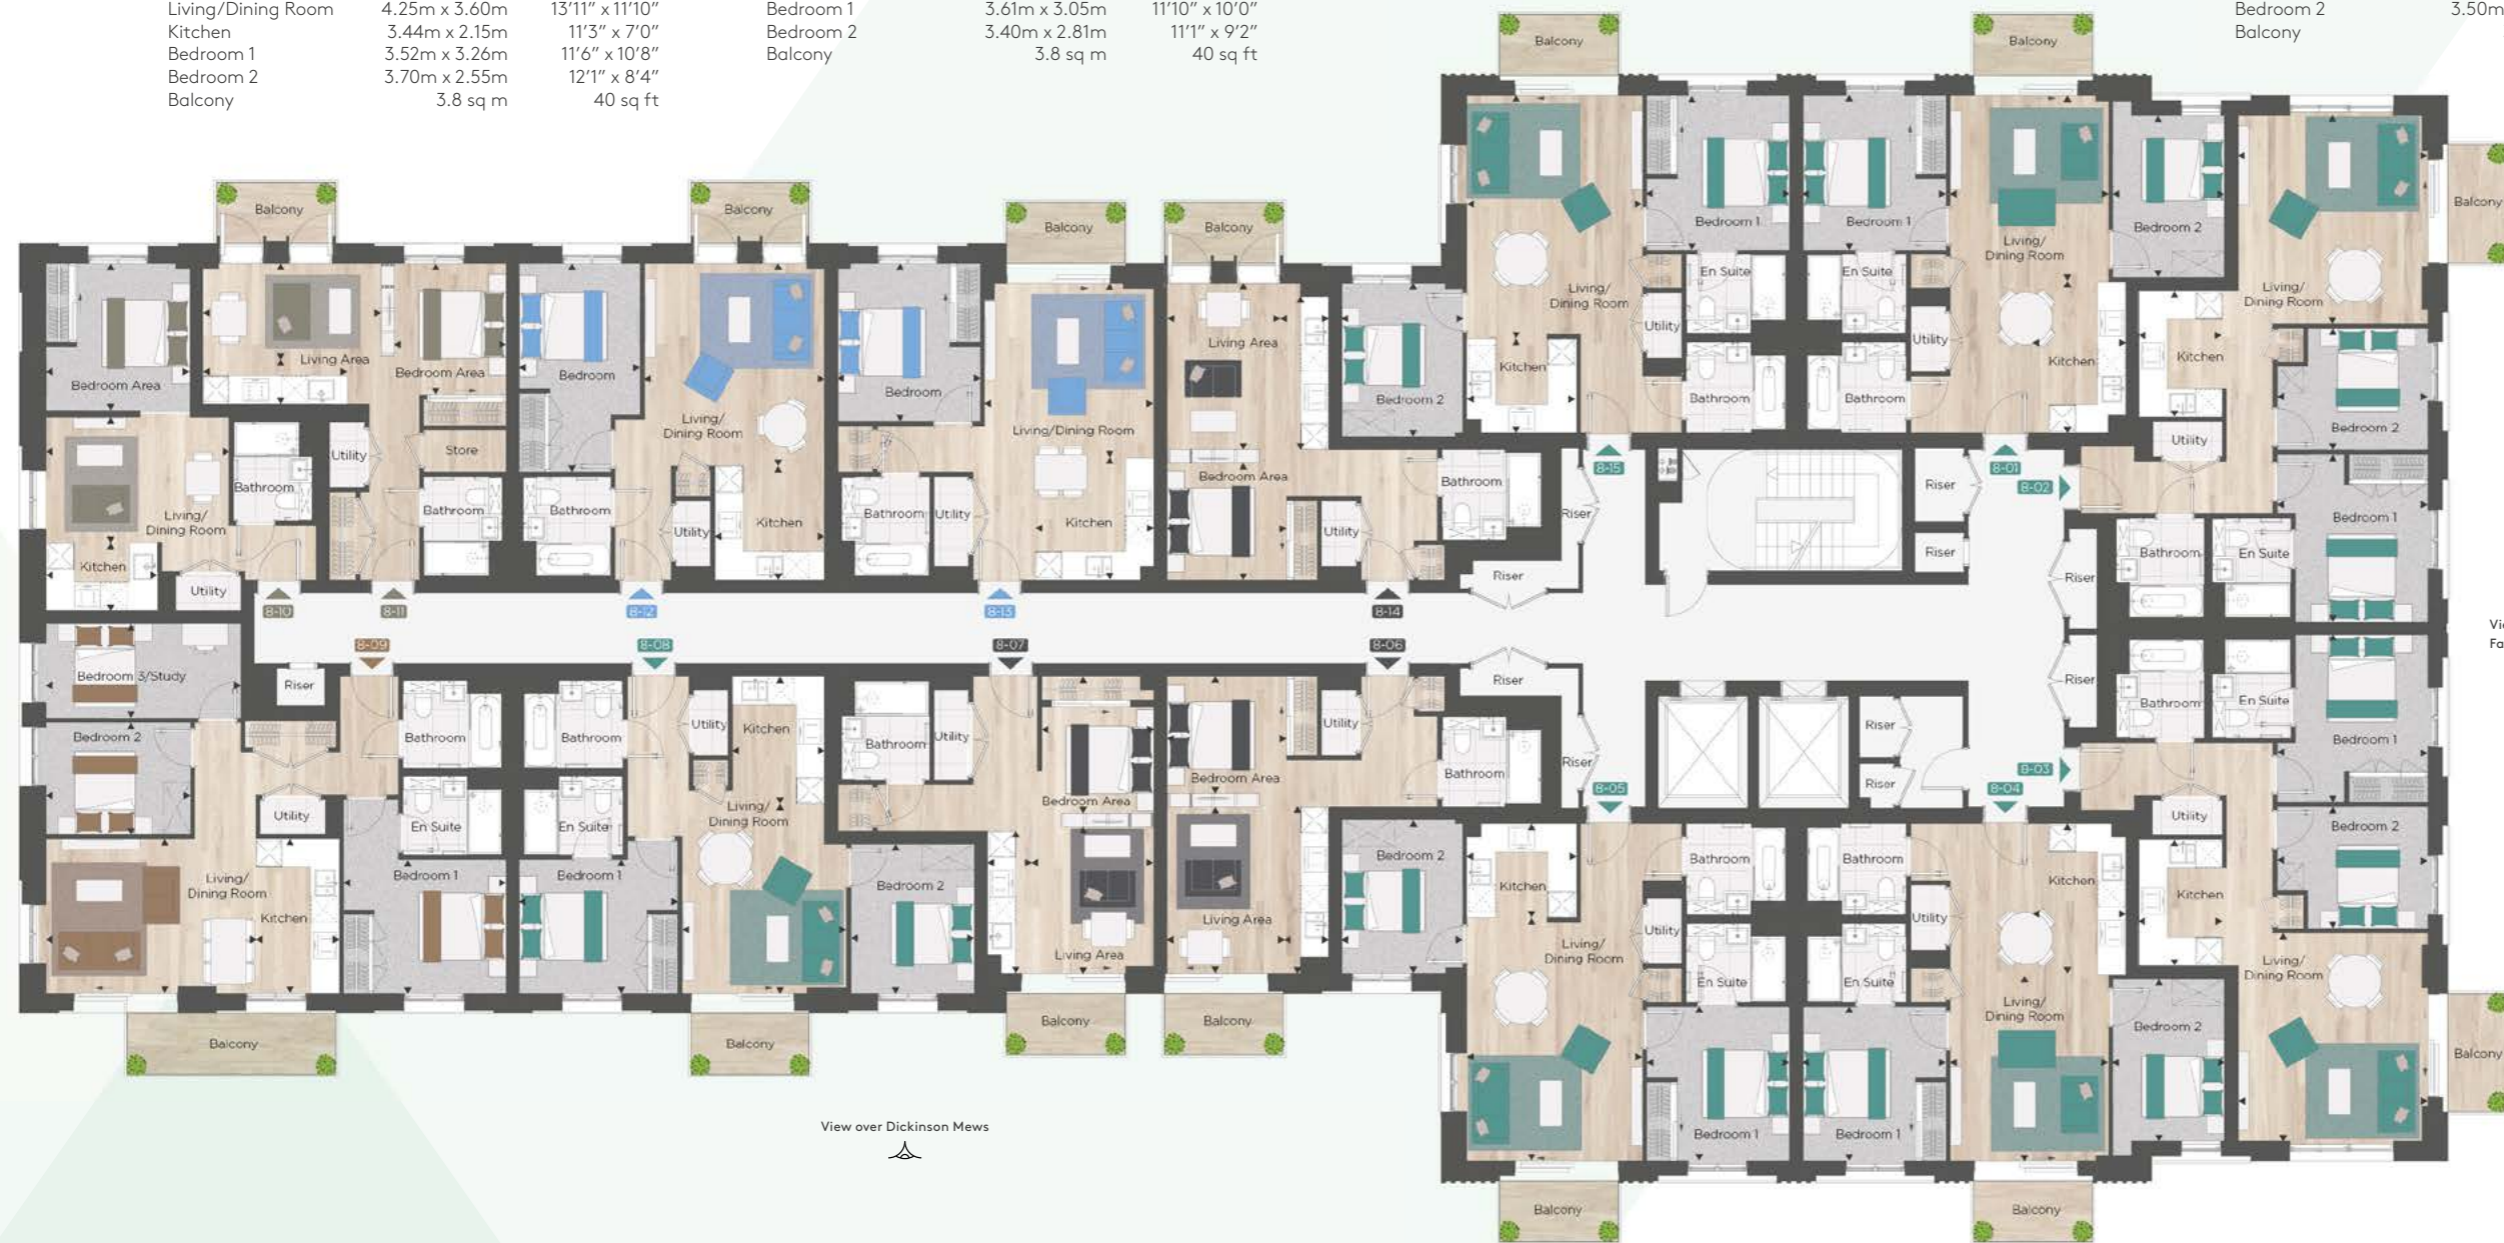 Living/Dining Room 4.25m x 3.60m 13'11" x 11'10"
Kitchen 3.44m x 2.15m 11'3" x 7'0"
Bedroom 1 3.52m x 3.26m 11'6" x 10'8"
Bedroom 2 3.70m x 2.55m 12'1" x 8'4"
Balcony 3.8 sq m 40 sq ft
Bedroom 1 3.61m x 3.05m 11'10" x 10'0"
Bedroom 2 3.40m x 2.81m 11'1" x 9'2"
Balcony 3.8 sq m 40 sq ft
Bedroom 2 3.50m
Balcony
Balcony
Balcony
Balcony
Balcony
Balcony
Balcony
Balcony
Bedroom Area
Living Area
Bedroom Area
Bedroom
Living/
Dining Room
Bedroom
Living/Dining Room
Living Area
Bedroom Area
Bedroom 2
Living/
Dining Room
Kitchen
Bedroom 1
En Suite
Utility
Bathroom
Bedroom 1
En Suite
Utility
Bathroom
Living/
Dining Room
Kitchen
Bedroom 2
Living/
Dining Room
Kitchen
Utility
Bedroom 2
Bedroom 1
Bathroom
En Suite
Living/
Dining Room
Kitchen
Bathroom
Utility
Utility
Store
Bathroom
Bathroom
Utility
Kitchen
Bathroom
Utility
Kitchen
Utility
Bathroom
Riser
Riser
Riser
Riser
Riser
8-15
8-01
8-02
8-10
8-11
8-12
8-13
8-14
8-09
8-08
8-07
8-06
Vie
Fa
Bedroom 3/Study
Riser
Bedroom 2
Bathroom
Utility
En Suite
Living/
Dining Room
Kitchen
Bedroom 1
Bathroom
Utility
Kitchen
En Suite
Living/
Dining Room
Bedroom 1
Bedroom 2
Bathroom
Utility
Bedroom Area
Living Area
Bedroom Area
Utility
Bathroom
Living Area
Bedroom 2
Riser
Riser
Riser
Riser
Riser
8-05
8-04
8-03
Bathroom
En Suite
Bedroom 1
Utility
Bedroom 2
Kitchen
Living/
Dining Room
Kitchen
Bathroom
Utility
Living/
Dining Room
En Suite
Bedroom 1
Bathroom
Utility
Kitchen
En Suite
Living/
Dining Room
Bedroom 1
Bedroom 2
Balcony
Balcony
Balcony
Balcony
Balcony
Balcony
Balcony
View over Dickinson Mews